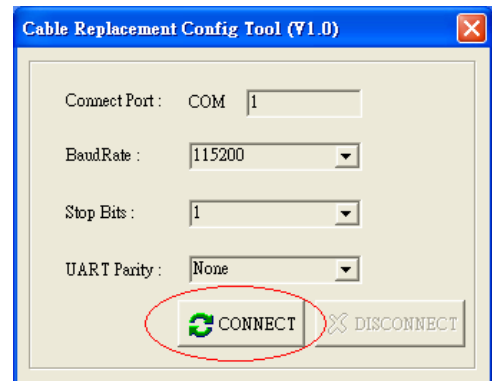 Cable Replacement Config Tool (V1.0)
Connect Port : COM 1
BaudRate : 115200
Stop Bits : 1
UART Parity : None
CONNECT DISCONNECT